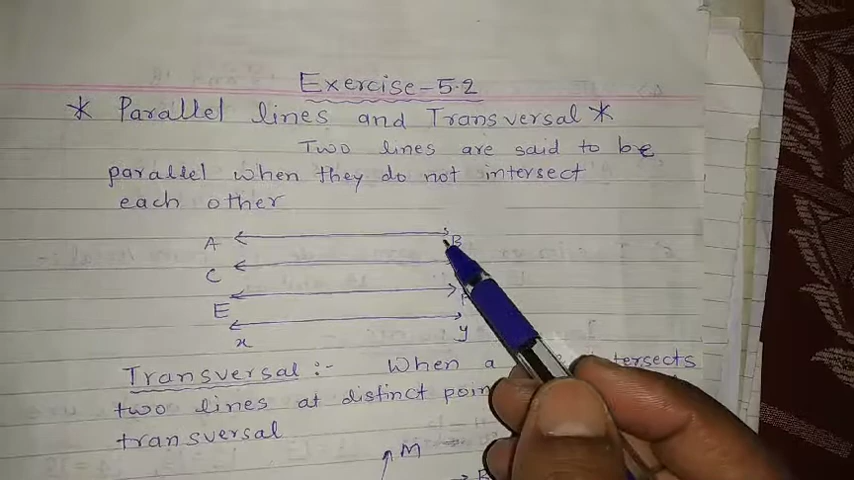 Exercise-5.2
* Parallel lines and Transversal *
Two lines are said to be
parallel when they do not intersect
each other
A B
C
E F
x y
Transversal :- When a intersects
two lines at distinct poin
transversal
M